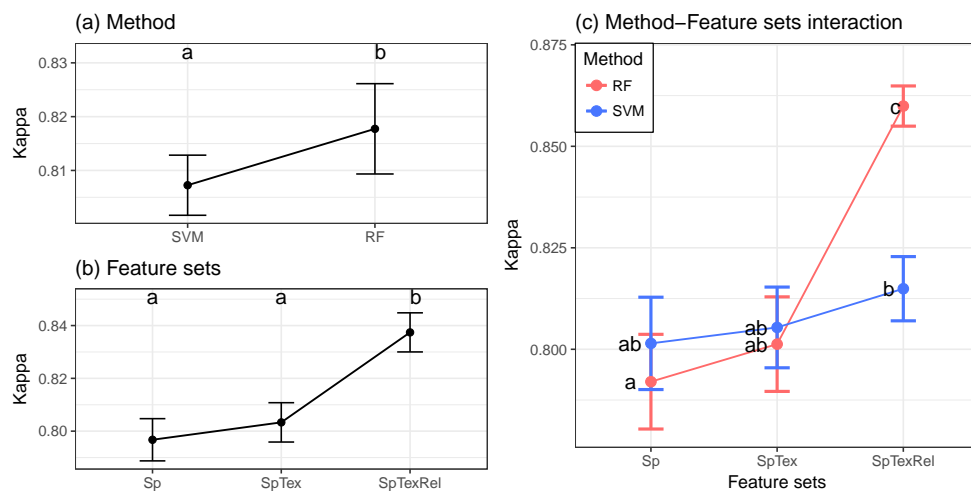 (a) Method
a
b
0.83
0.82
0.81
Kappa
SVM
RF
(b) Feature sets
a
a
b
0.84
0.82
0.80
Kappa
Sp
SpTex
SpTexRel
(c) Method−Feature sets interaction
0.875
0.850
0.825
0.800
Kappa
Method
RF
SVM
c
b
ab
ab
ab
a
Sp
SpTex
SpTexRel
Feature sets